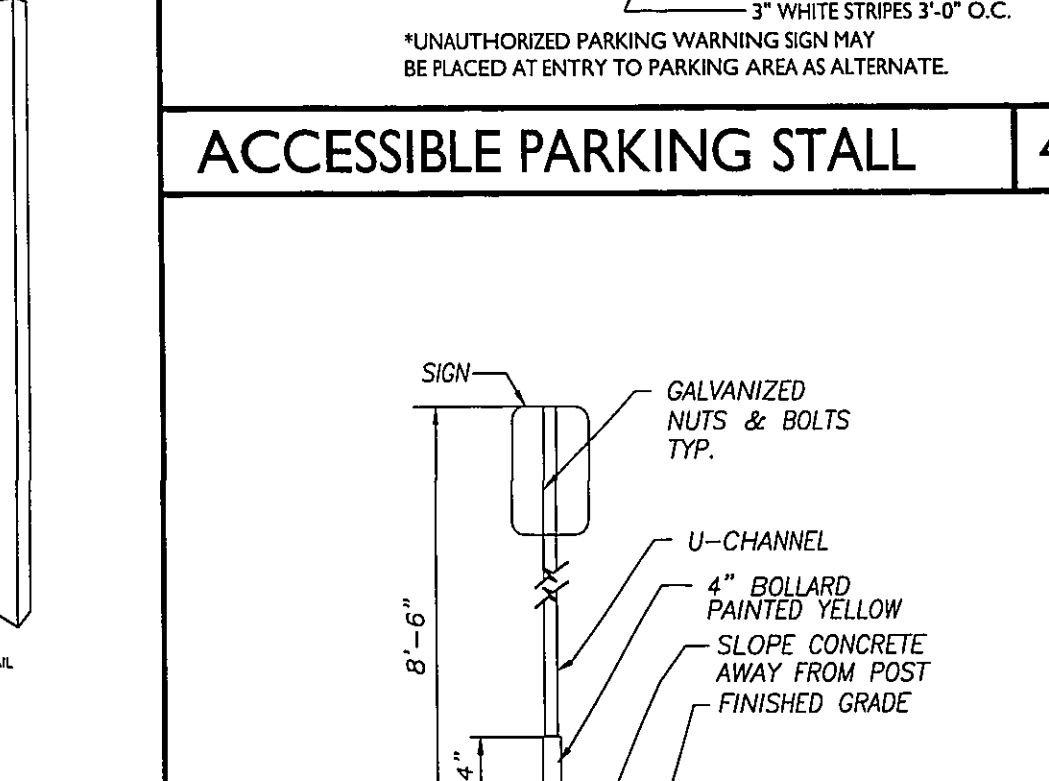 3" WHITE STRIPES 3'-0" O.C.
*UNAUTHORIZED PARKING WARNING SIGN MAY
BE PLACED AT ENTRY TO PARKING AREA AS ALTERNATE.
ACCESSIBLE PARKING STALL
SIGN
GALVANIZED
NUTS & BOLTS
TYP.
U-CHANNEL
4" BOLLARD
PAINTED YELLOW
SLOPE CONCRETE
AWAY FROM POST
FINISHED GRADE
8'-6"